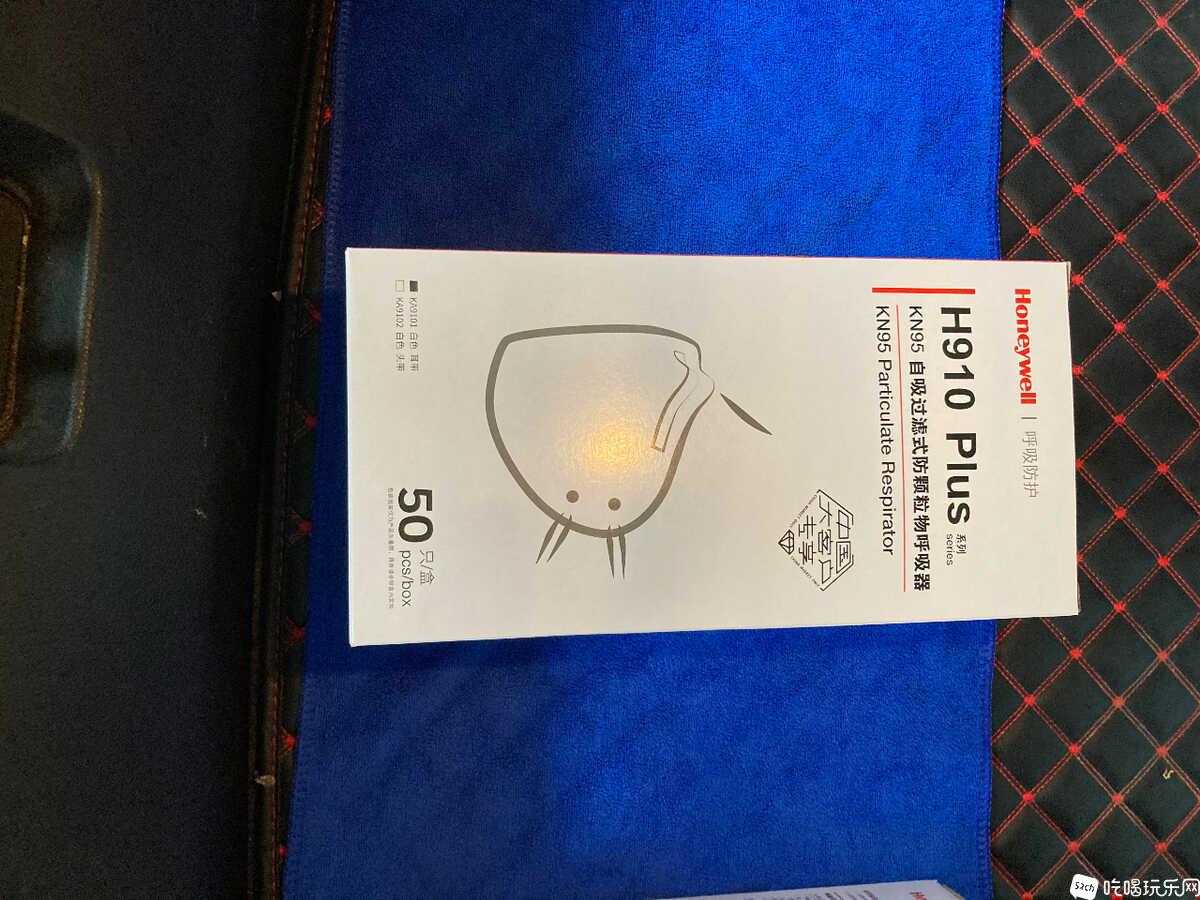 Honeywell | 呼吸防护
H910 Plus 系列 series
KN95 自吸过滤式防颗粒物呼吸器
KN95 Particulate Respirator
中国
大客户
专享
50 只/盒 pcs/box
KA9101 白色 耳带
KA9102 白色 头带
吃喝玩乐网